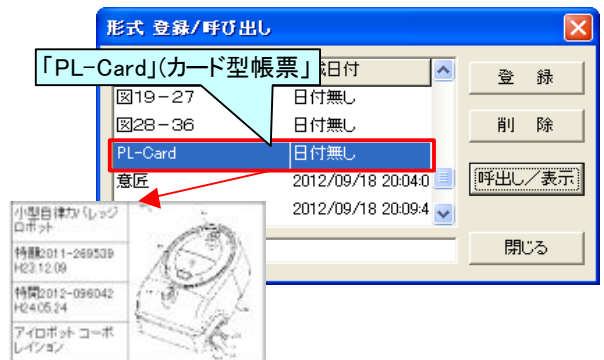 形式 登録/呼び出し
「PL-Card」(カード型帳票」
成日付
図19-27 日付無し
図28-36 日付無し
PL-Card 日付無し
意匠 2012/09/18 20:04:0
2012/09/18 20:09:4
登 録
削 除
呼出し/表示
閉じる
小型自律カバレッジ
ロボット
特願2011-269539
H23.12.09
特開2012-096042
H24.05.24
アイロボット コーポ
レイション